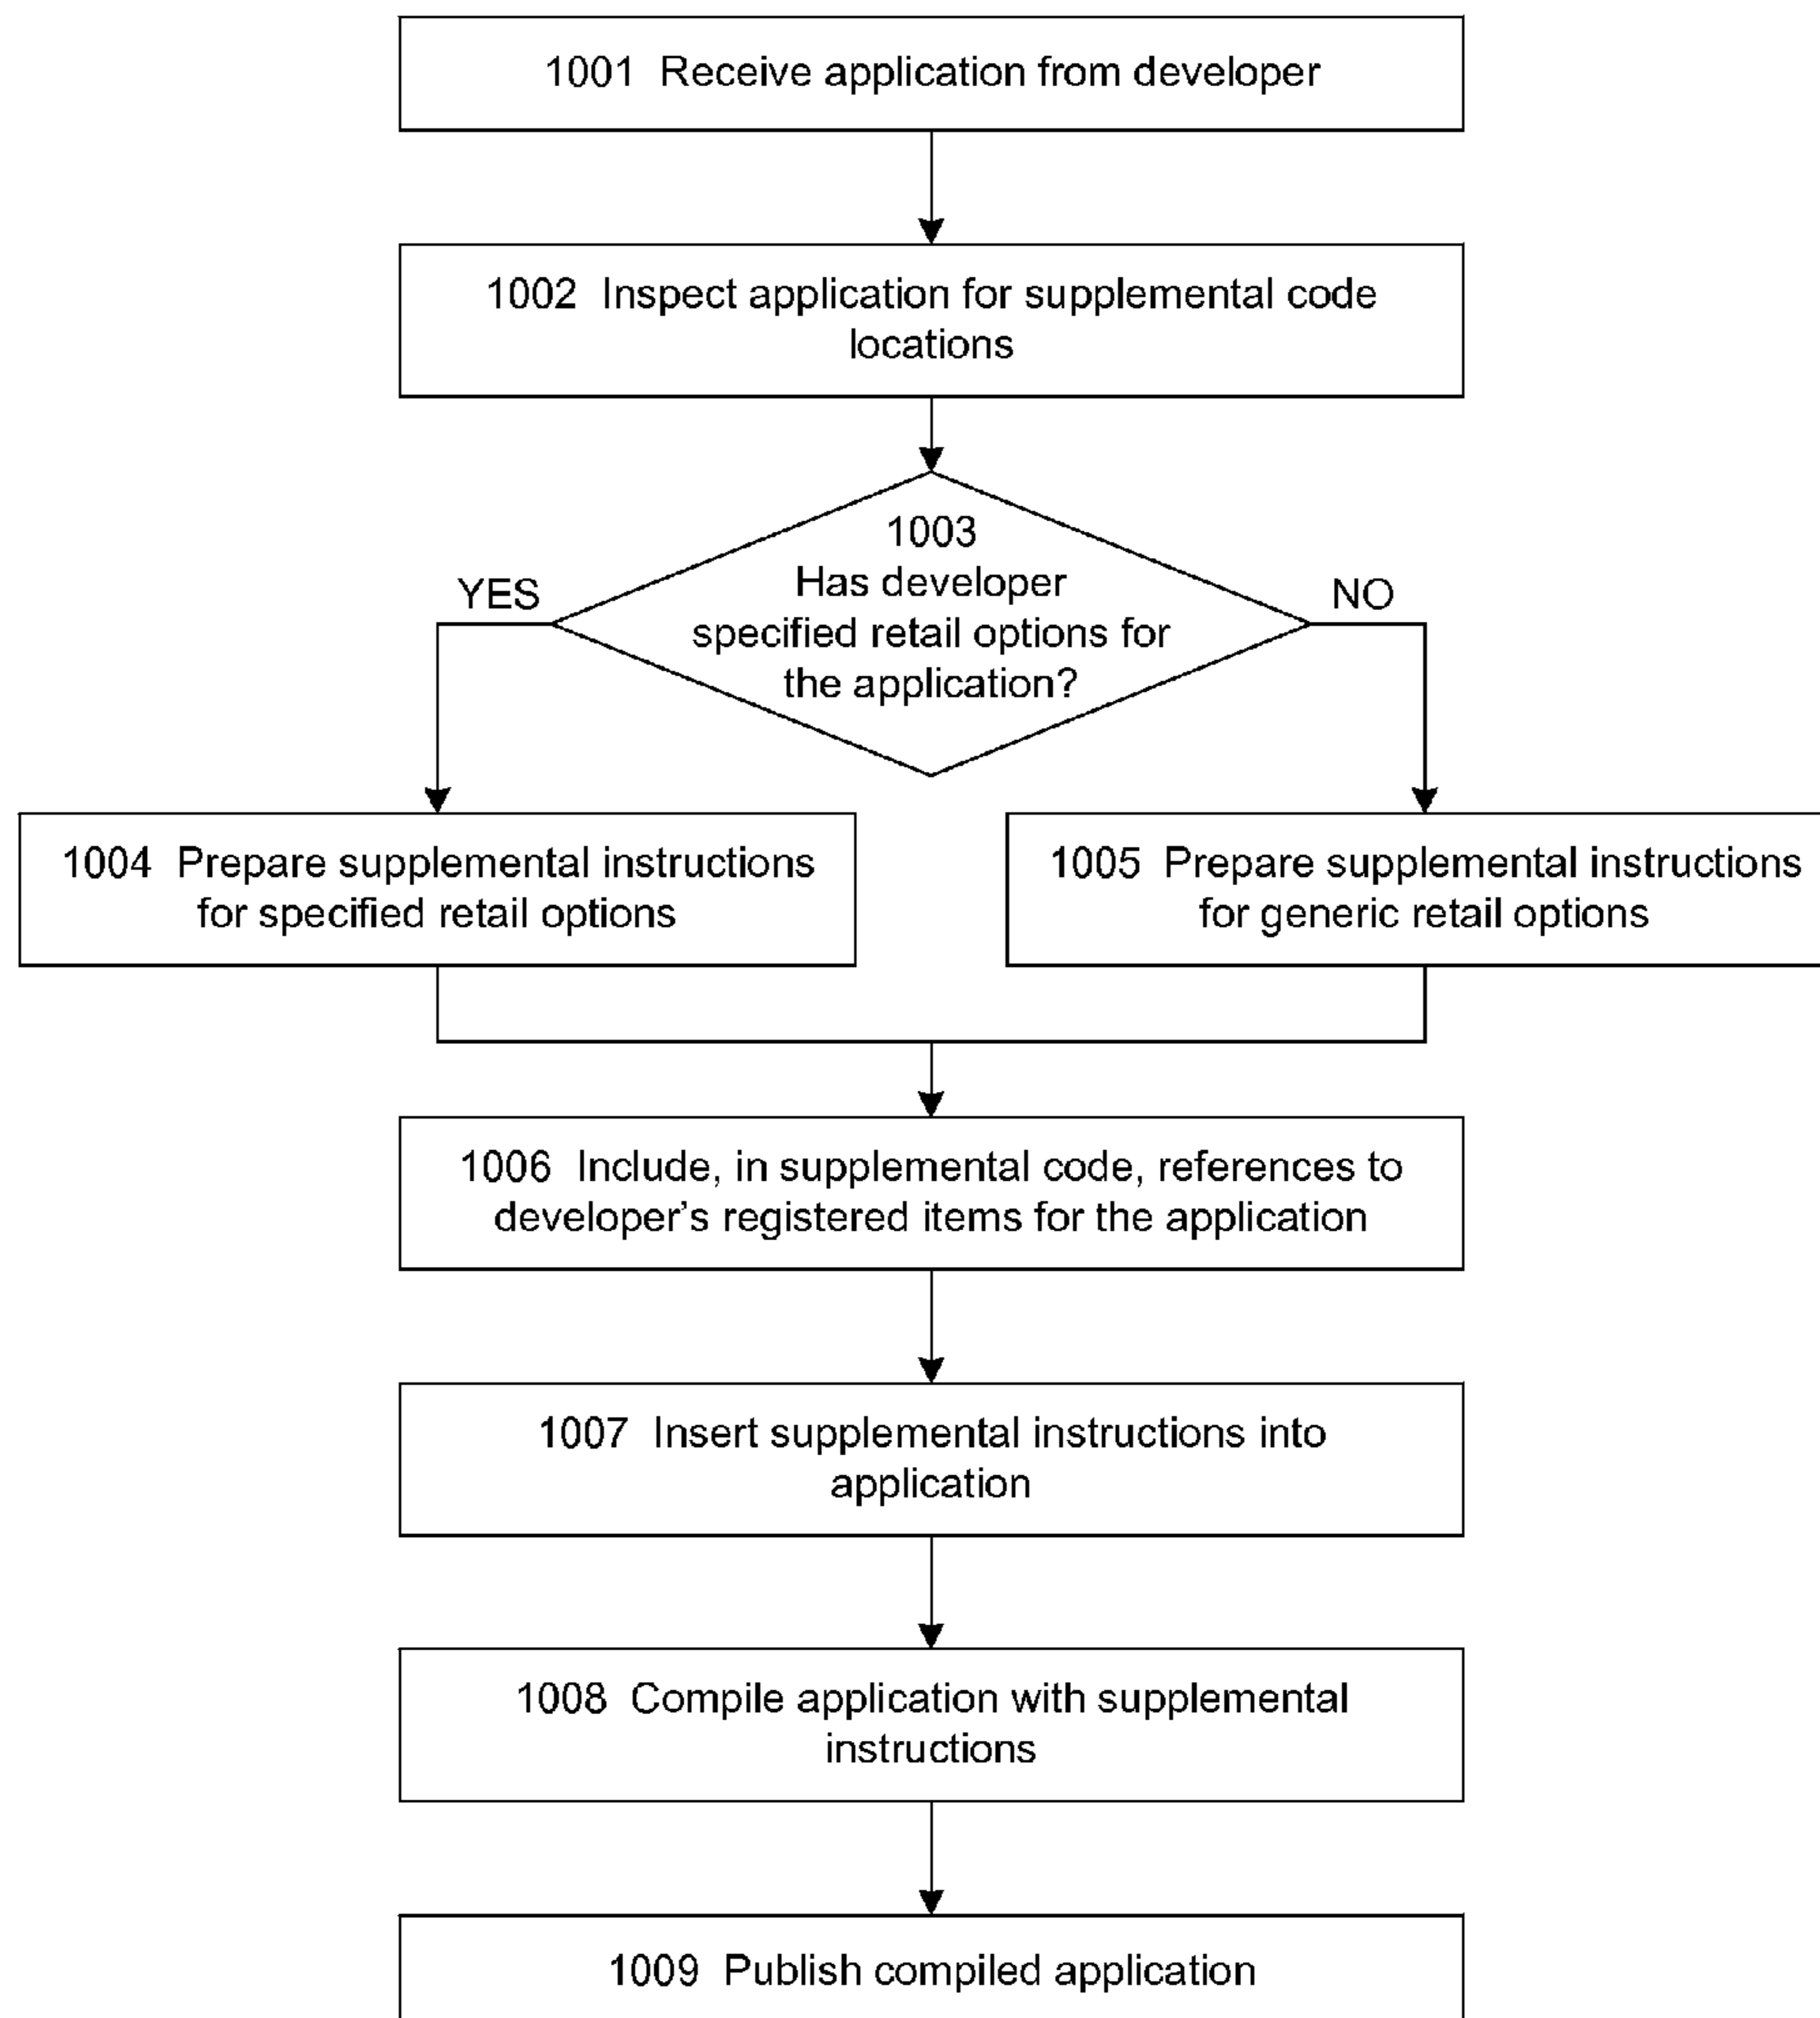 1001 Receive application from developer
1002 Inspect application for supplemental code
locations
1003
Has developer
specified retail options for
the application?
YES
NO
1004 Prepare supplemental instructions
for specified retail options
1005 Prepare supplemental instructions
for generic retail options
1006 Include, in supplemental code, references to
developer’s registered items for the application
1007 Insert supplemental instructions into
application
1008 Compile application with supplemental
instructions
1009 Publish compiled application